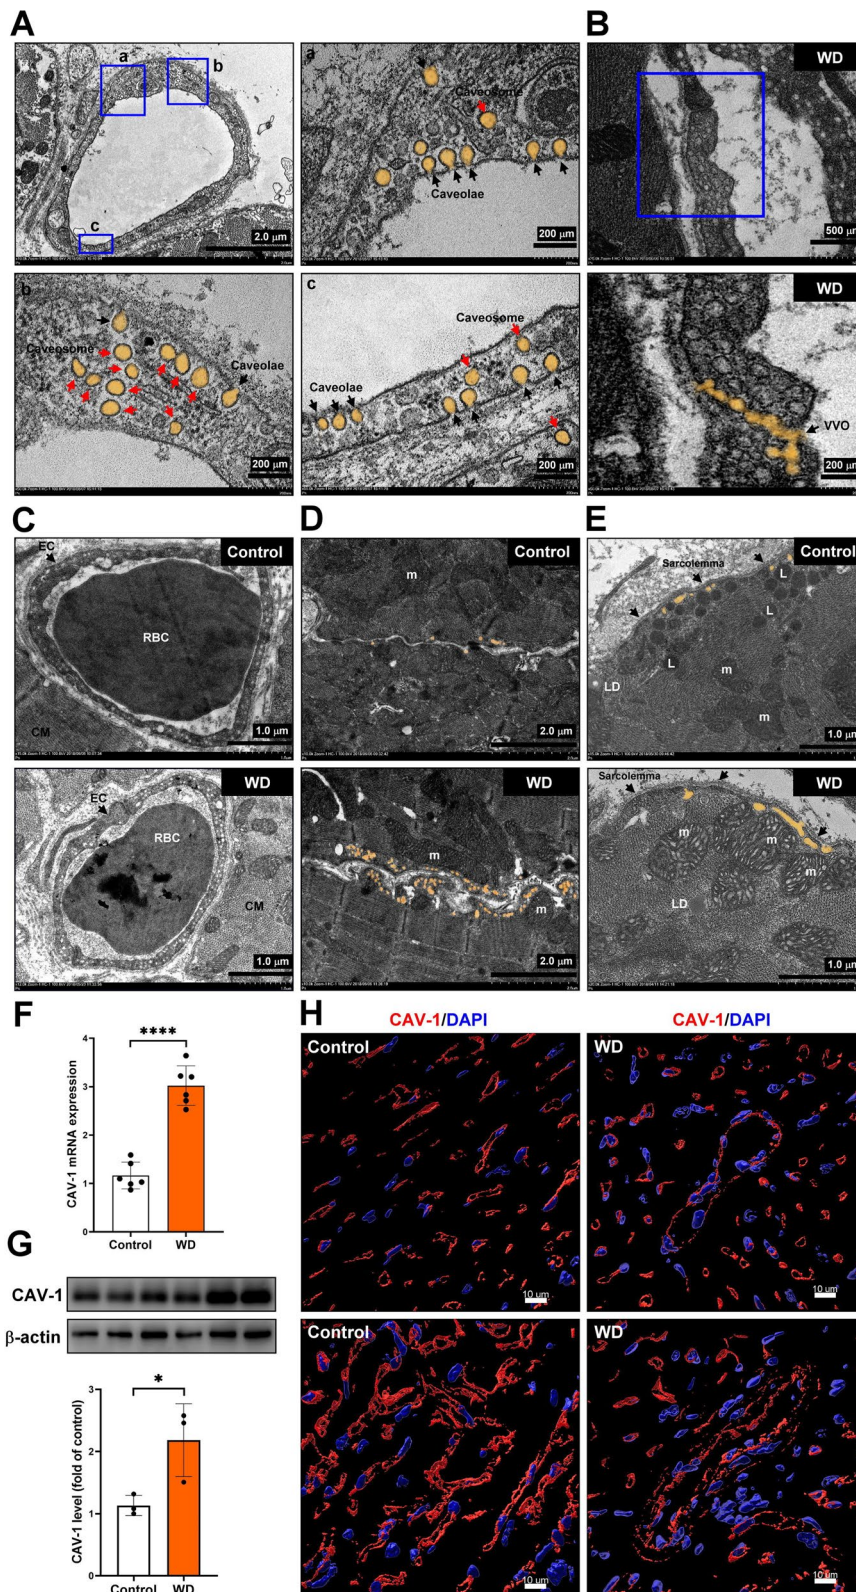 A
B
a
b
c
2.0 μm
a
Caveosome
Caveolae
200 μm
WD
500 μm
b
Caveosome
Caveolae
200 μm
c
Caveosome
Caveolae
200 μm
WD
VVO
200 μm
C
D
E
EC
Control
RBC
CM
1.0 μm
Control
m
2.0 μm
Control
Sarcolemma
L
L
L
m
LD
m
1.0 μm
WD
EC
RBC
CM
1.0 μm
WD
m
m
2.0 μm
WD
Sarcolemma
m
m
m
LD
1.0 μm
F
CAV-1 mRNA expression
4
3
2
1
0
****
Control
WD
G
CAV-1
β-actin
CAV-1 level (fold of control)
3
2
1
0
*
Control
WD
H
CAV-1/DAPI
CAV-1/DAPI
Control
10 um
WD
10 um
Control
10 um
WD
10 um